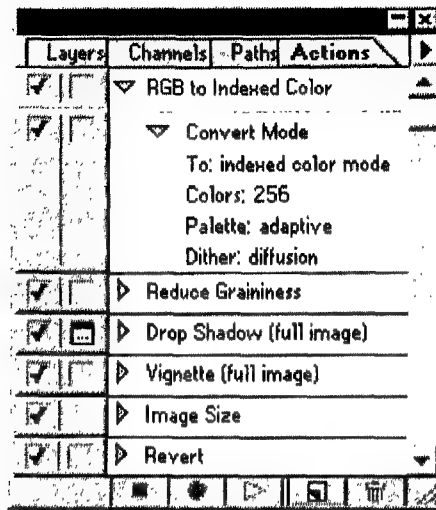 Layers Channels Paths Actions
RGB to Indexed Color
Convert Mode
To: indexed color mode
Colors: 256
Palette: adaptive
Dither: diffusion
Reduce Graininess
Drop Shadow (full image)
Vignette (full image)
Image Size
Revert